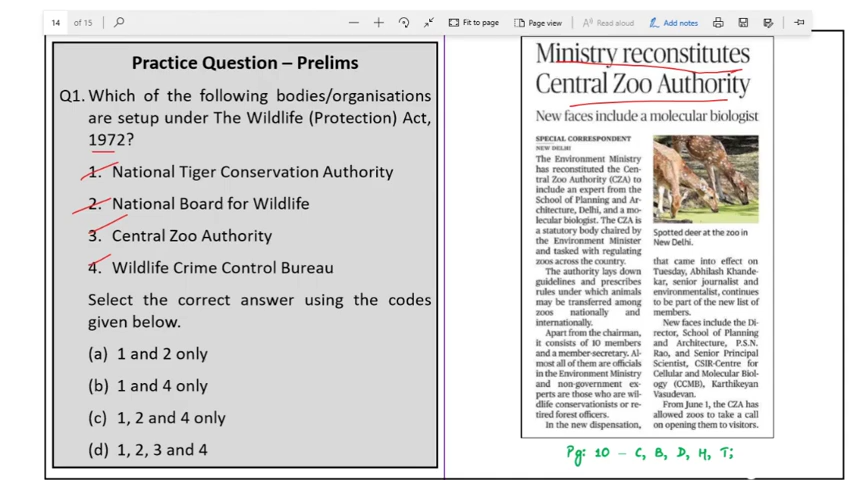 14 of 15 Fit to page Page view Read aloud Add notes
Practice Question – Prelims
Q1. Which of the following bodies/organisations
are setup under The Wildlife (Protection) Act,
1972?
1. National Tiger Conservation Authority
2. National Board for Wildlife
3. Central Zoo Authority
4. Wildlife Crime Control Bureau
Select the correct answer using the codes
given below.
(a) 1 and 2 only
(b) 1 and 4 only
(c) 1, 2 and 4 only
(d) 1, 2, 3 and 4
Ministry reconstitutes
Central Zoo Authority
New faces include a molecular biologist
SPECIAL CORRESPONDENT
NEW DELHI
The Environment Ministry
has reconstituted the Cen-
tral Zoo Authority (CZA) to
include an expert from the
School of Planning and Ar-
chitecture, Delhi, and a mo-
lecular biologist. The CZA is
a statutory body chaired by
the Environment Minister
and tasked with regulating
zoos across the country.
The authority lays down
guidelines and prescribes
rules under which animals
may be transferred among
zoos nationally and
internationally.
Apart from the chairman,
it consists of 10 members
and a member-secretary. Al-
most all of them are officials
in the Environment Ministry
and non-government ex-
perts are those who are wil-
dlife conservationists or re-
tired forest officers.
In the new dispensation,
Spotted deer at the zoo in
New Delhi.
that came into effect on
Tuesday, Abhilash Khande-
kar, senior journalist and
environmentalist, continues
to be part of the new list of
members.
New faces include the Di-
rector, School of Planning
and Architecture, P.S.N.
Rao, and Senior Principal
Scientist, CSIR-Centre for
Cellular and Molecular Biol-
ogy (CCMB), Karthikeyan
Vasudevan.
From June 1, the CZA has
allowed zoos to take a call
on opening them to visitors.
Pg: 10 – C, B, D, H, T;